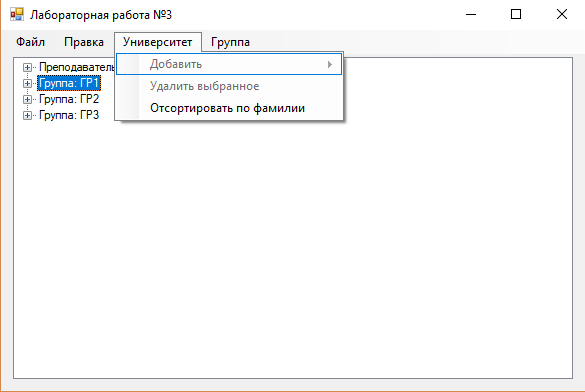 Лабораторная работа №3
Файл Правка Университет Группа
Добавить
Удалить выбранное
Отсортировать по фамилии
Преподаватель
Группа: ГР1
Группа: ГР2
Группа: ГР3